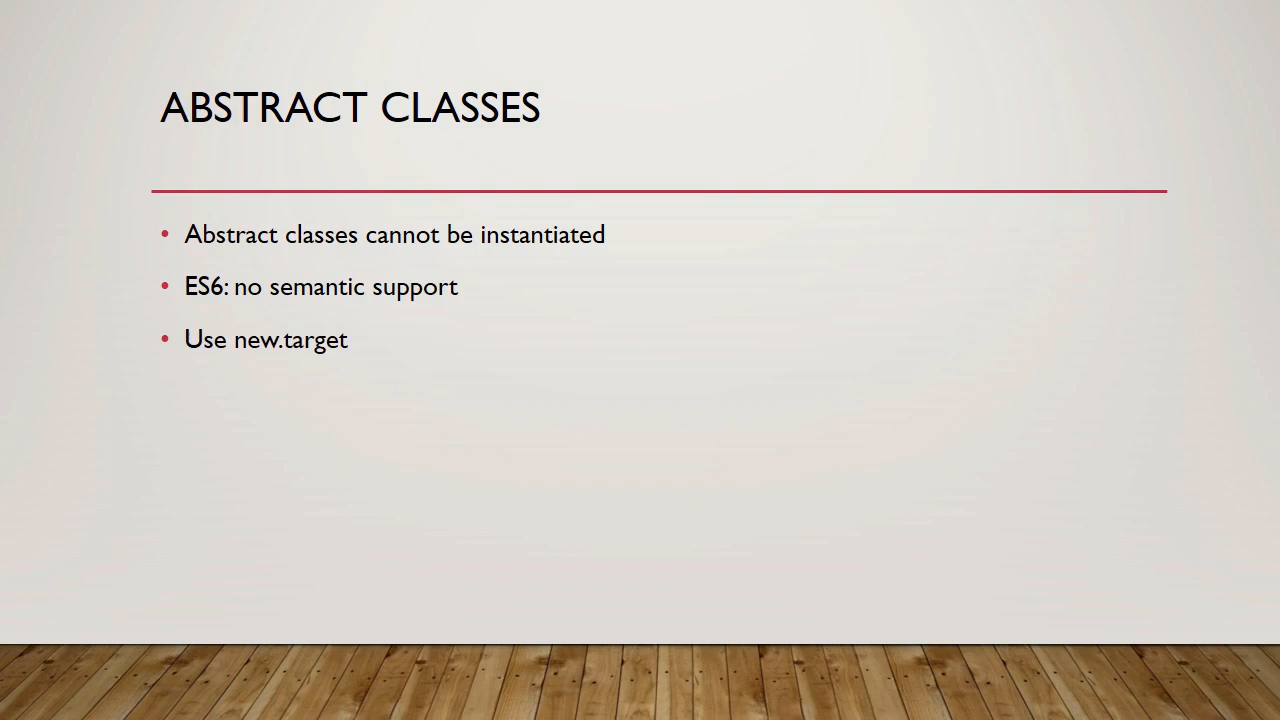 ABSTRACT CLASSES
• Abstract classes cannot be instantiated
• ES6: no semantic support
• Use new.target